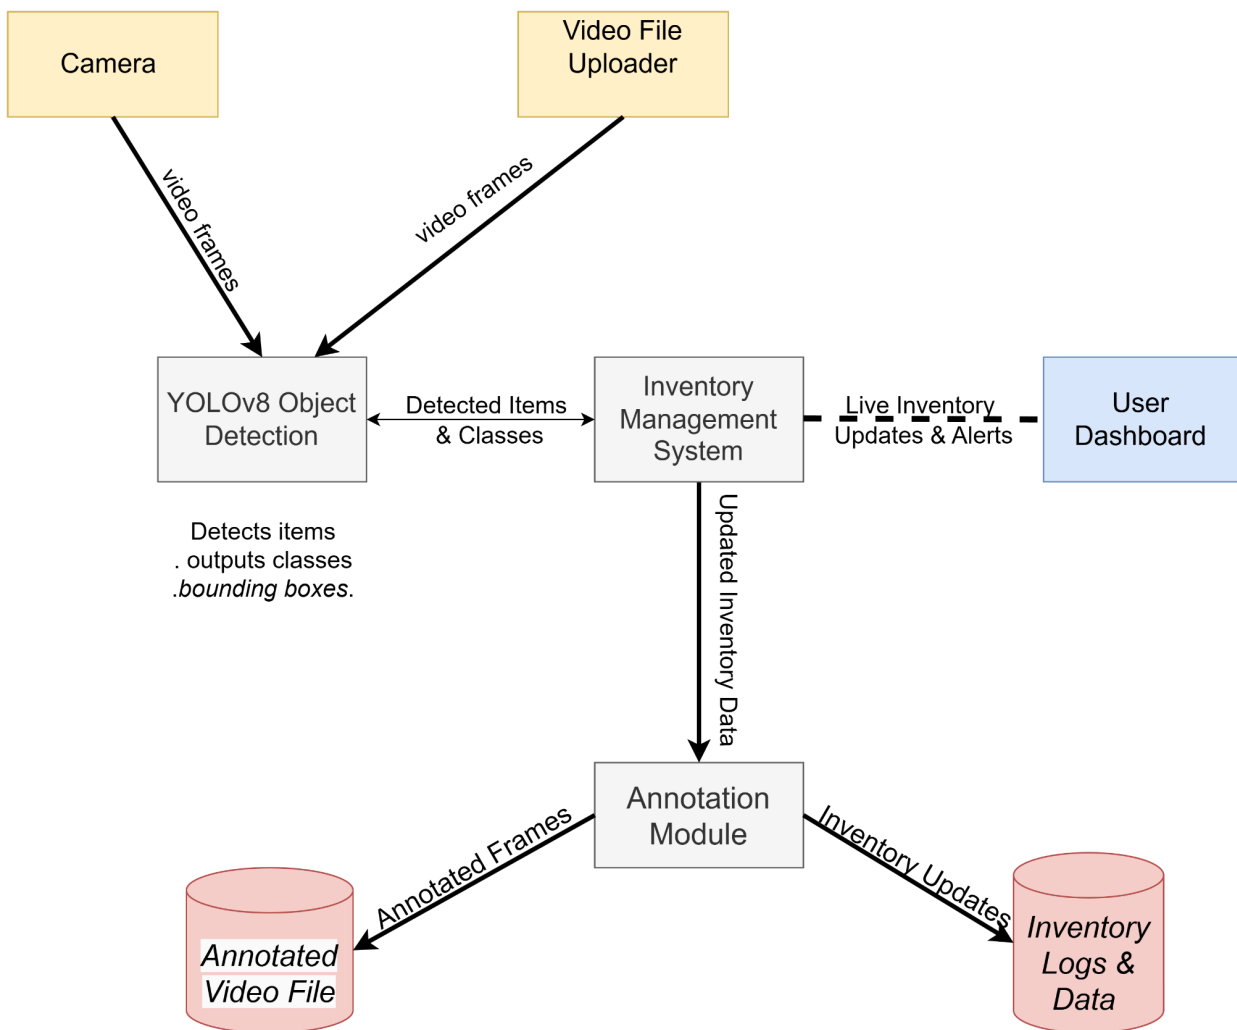 Camera
Video File
Uploader
video frames
video frames
YOLOv8 Object
Detection
Detected Items
& Classes
Inventory
Management
System
Live Inventory
Updates & Alerts
User
Dashboard
Detects items
. outputs classes
.bounding boxes.
Updated Inventory Data
Annotation
Module
Annotated Frames
Inventory Updates
Annotated
Video File
Inventory
Logs &
Data